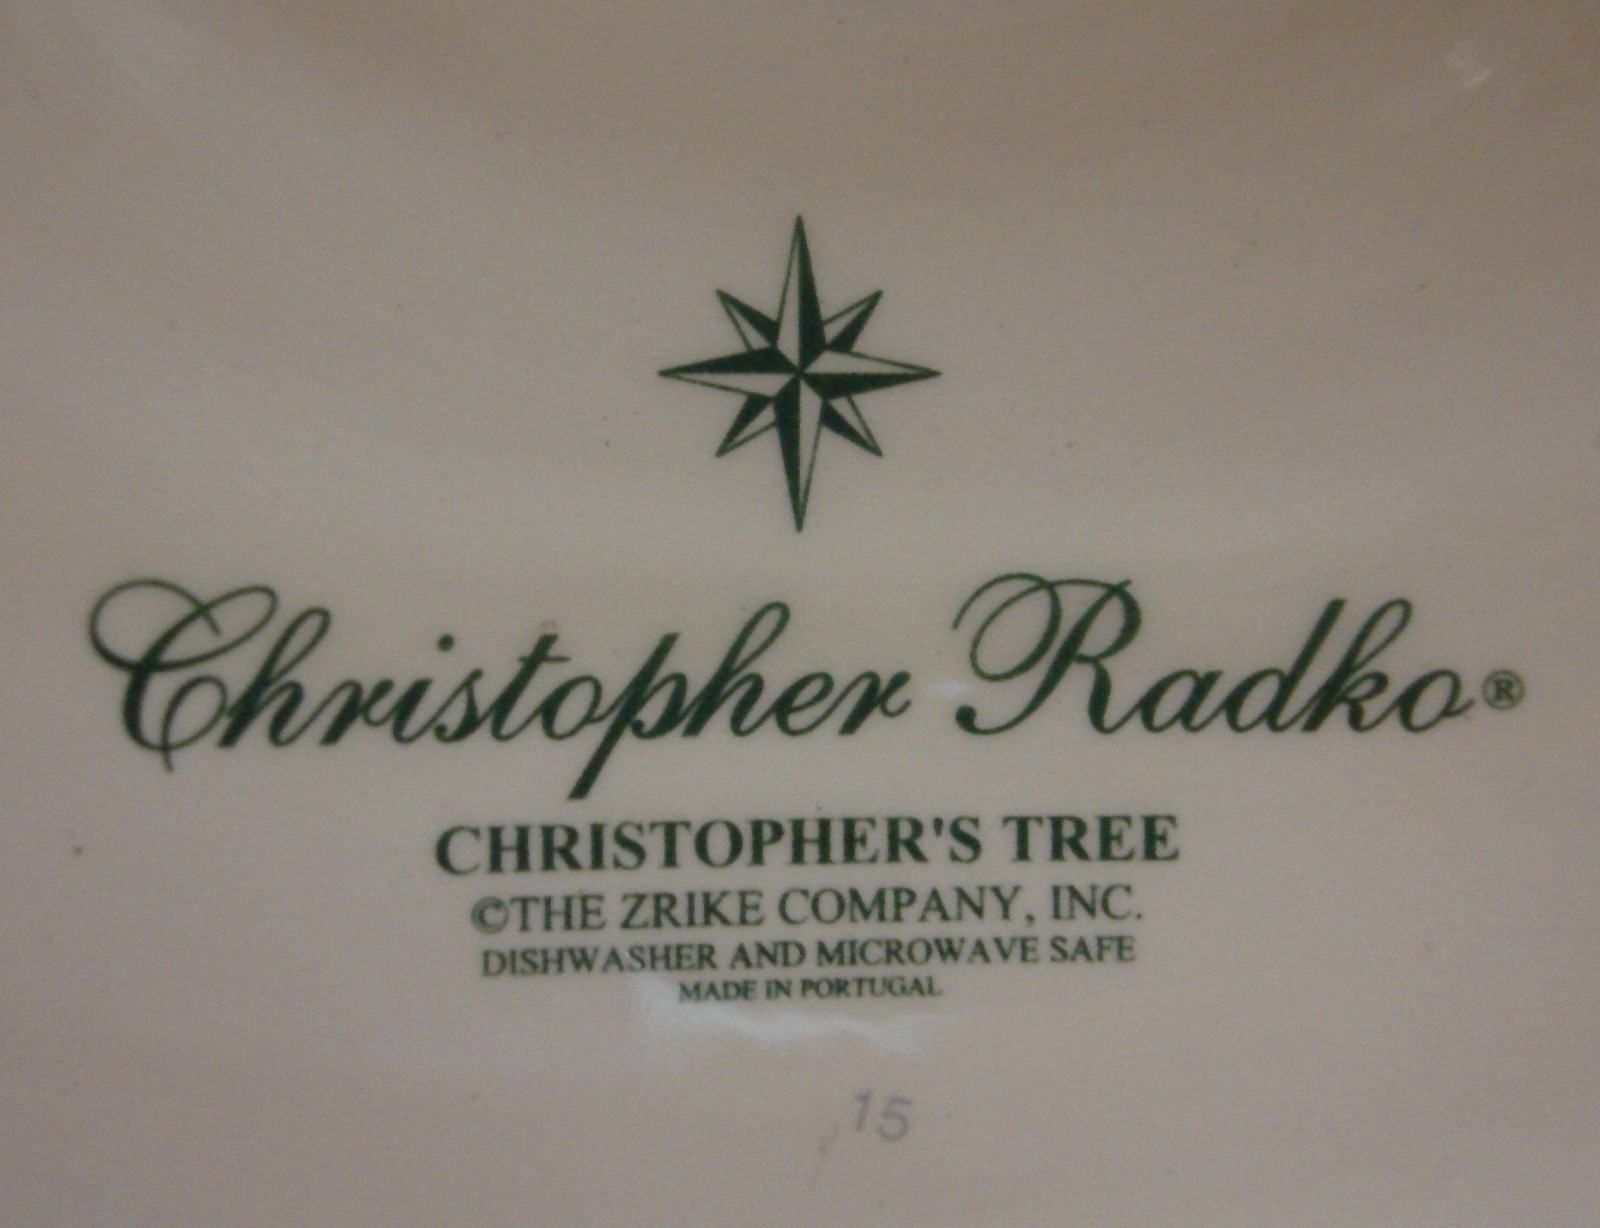 Christopher Radko®
CHRISTOPHER'S TREE
©THE ZRIKE COMPANY, INC.
DISHWASHER AND MICROWAVE SAFE
MADE IN PORTUGAL
15